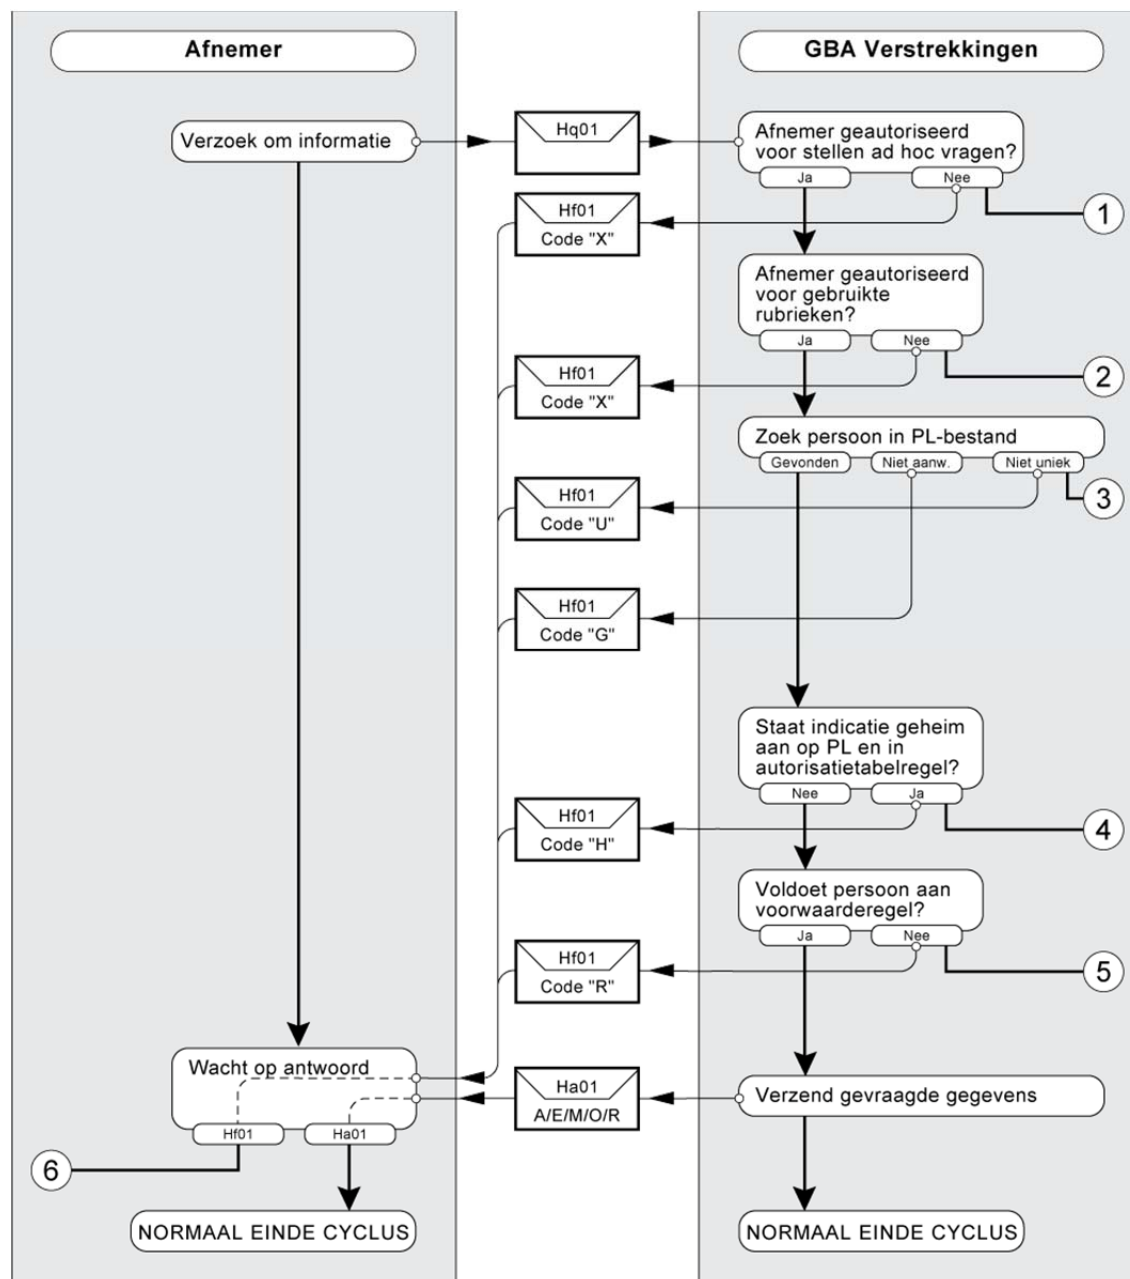 Afnemer
GBA Verstrekkingen
Verzoek om informatie
Hq01
Afnemer geautoriseerd
voor stellen ad hoc vragen?
Ja
Nee
1
Hf01
Code "X"
Afnemer geautoriseerd
voor gebruikte
rubrieken?
Ja
Nee
2
Hf01
Code "X"
Zoek persoon in PL-bestand
Gevonden
Niet aanw.
Niet uniek
3
Hf01
Code "U"
Hf01
Code "G"
Staat indicatie geheim
aan op PL en in
autorisatietabelregel?
Nee
Ja
4
Hf01
Code "H"
Voldoet persoon aan
voorwaarderegel?
Ja
Nee
5
Hf01
Code "R"
Wacht op antwoord
Hf01
Ha01
6
Ha01
A/E/M/O/R
Verzend gevraagde gegevens
NORMAAL EINDE CYCLUS
NORMAAL EINDE CYCLUS